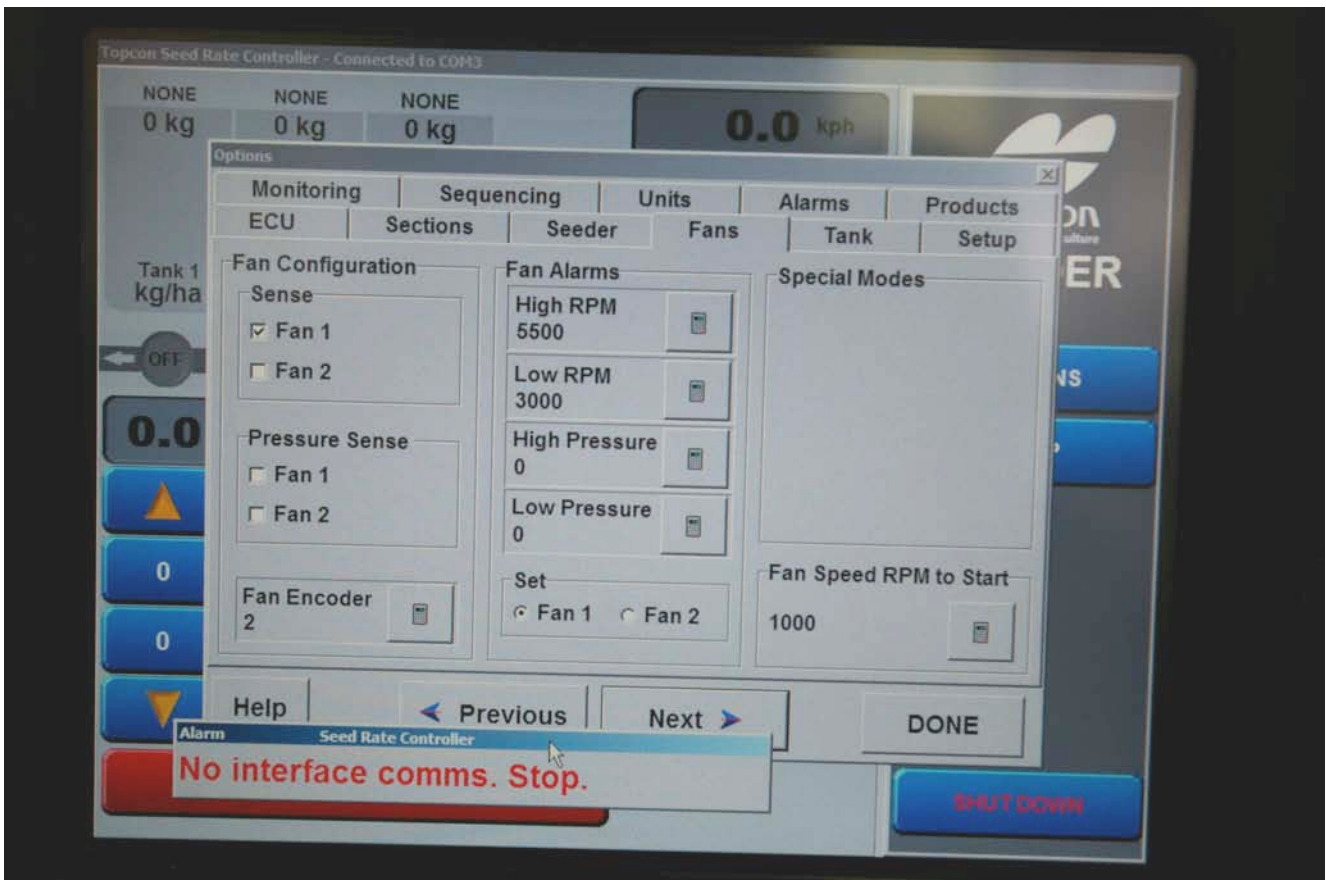 Topcon Seed Rate Controller - Connected to COM3
NONE NONE NONE
0 kg 0 kg 0 kg
0.0 kph
Options
Monitoring Sequencing Units Alarms Products
ECU Sections Seeder Fans Tank Setup
on
ulture
ER
Tank 1
kg/ha
OFF
0.0
0
0
Fan Configuration
Sense
Fan 1
Fan 2
Pressure Sense
Fan 1
Fan 2
Fan Encoder
2
Fan Alarms
High RPM
5500
Low RPM
3000
High Pressure
0
Low Pressure
0
Set
Fan 1 Fan 2
Special Modes
Fan Speed RPM to Start
1000
NS
Help Previous Next DONE
Alarm Seed Rate Controller
No interface comms. Stop.
SHUT DOWN